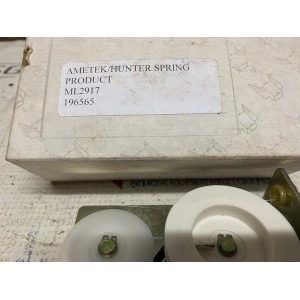 AMETEK/HUNTER SPRING
PRODUCT
ML2917
196565